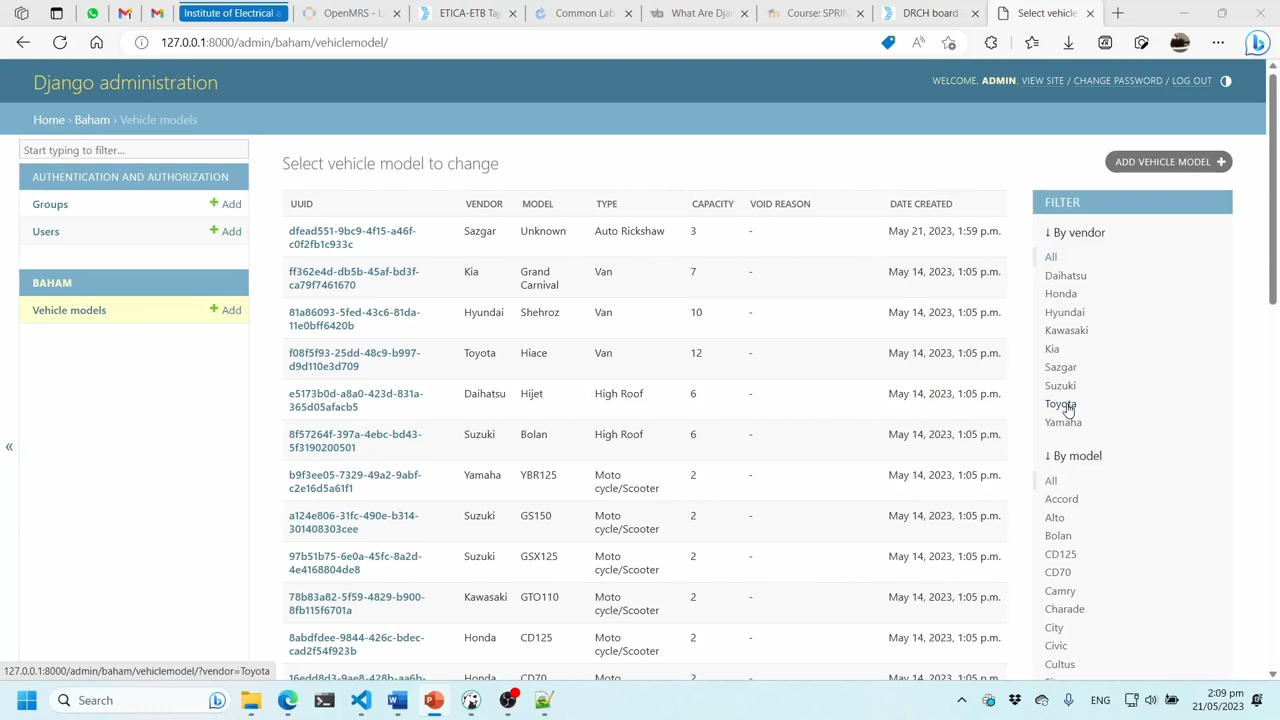 Institute of Electrical a
OpenMRS - L
ETICA-ETB Ta
Common Lab
What Are Dja
Course: SPRIN
DIRCH board
Select vehicle
127.0.0.1:8000/admin/baham/vehiclemodel/
Django administration
WELCOME, ADMIN. VIEW SITE / CHANGE PASSWORD / LOG OUT
Home › Baham › Vehicle models
Start typing to filter...
AUTHENTICATION AND AUTHORIZATION
Groups + Add
Users + Add
BAHAM
Vehicle models + Add
«
Select vehicle model to change
ADD VEHICLE MODEL +
UUID VENDOR MODEL TYPE CAPACITY VOID REASON DATE CREATED
dfead551-9bc9-4f15-a46f- Sazgar Unknown Auto Rickshaw 3 - May 21, 2023, 1:59 p.m.
c0f2fb1c933c
ff362e4d-db5b-45af-bd3f- Kia Grand Van 7 - May 14, 2023, 1:05 p.m.
ca79f7461670 Carnival
81a86093-5fed-43c6-81da- Hyundai Shehroz Van 10 - May 14, 2023, 1:05 p.m.
11e0bff6420b
f08f5f93-25dd-48c9-b997- Toyota Hiace Van 12 - May 14, 2023, 1:05 p.m.
d9d110e3d709
e5173b0d-a8a0-423d-831a- Daihatsu Hijet High Roof 6 - May 14, 2023, 1:05 p.m.
365d05afacb5
8f57264f-397a-4ebc-bd43- Suzuki Bolan High Roof 6 - May 14, 2023, 1:05 p.m.
5f3190200501
b9f3ee05-7329-49a2-9abf- Yamaha YBR125 Moto 2 - May 14, 2023, 1:05 p.m.
c2e16d5a61f1 cycle/Scooter
a124e806-31fc-490e-b314- Suzuki GS150 Moto 2 - May 14, 2023, 1:05 p.m.
301408303cee cycle/Scooter
97b51b75-6e0a-45fc-8a2d- Suzuki GSX125 Moto 2 - May 14, 2023, 1:05 p.m.
4e4168804de8 cycle/Scooter
78b83a82-5f59-4829-b900- Kawasaki GTO110 Moto 2 - May 14, 2023, 1:05 p.m.
8fb115f6701a cycle/Scooter
8abdfdee-9844-426c-bdec- Honda CD125 Moto 2 - May 14, 2023, 1:05 p.m.
cad2f54f923b cycle/Scooter
16edd8d3-9ae8-428b-aa6b- Honda CD70 Moto 2 - May 14, 2023, 1:05 p.m.
FILTER
↓ By vendor
All
Daihatsu
Honda
Hyundai
Kawasaki
Kia
Sazgar
Suzuki
Toyota
Yamaha
↓ By model
All
Accord
Alto
Bolan
CD125
CD70
Camry
Charade
City
Civic
Cultus
127.0.0.1:8000/admin/baham/vehiclemodel/?vendor=Toyota
Search
ENG
2:09 pm
21/05/2023